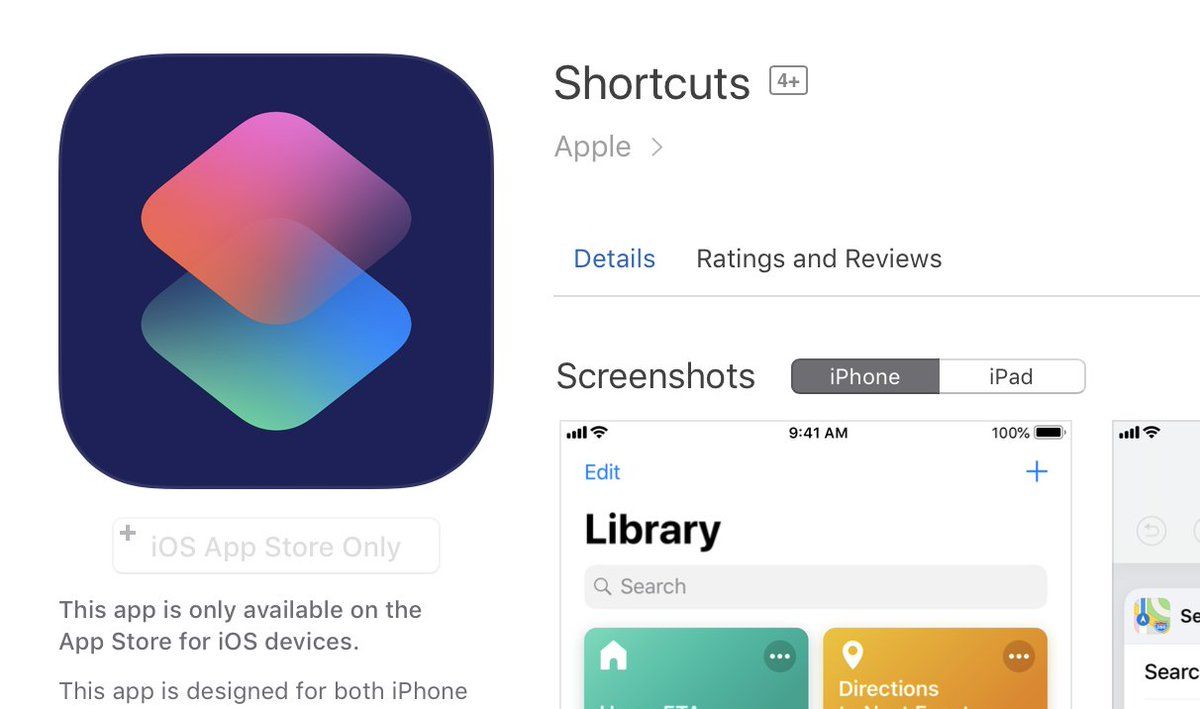 Shortcuts 4+
Apple
Details Ratings and Reviews
Screenshots iPhone iPad
iOS App Store Only
This app is only available on the
App Store for iOS devices.
This app is designed for both iPhone
9:41 AM 100%
Edit
Library
Search
Directions
Se
Searc